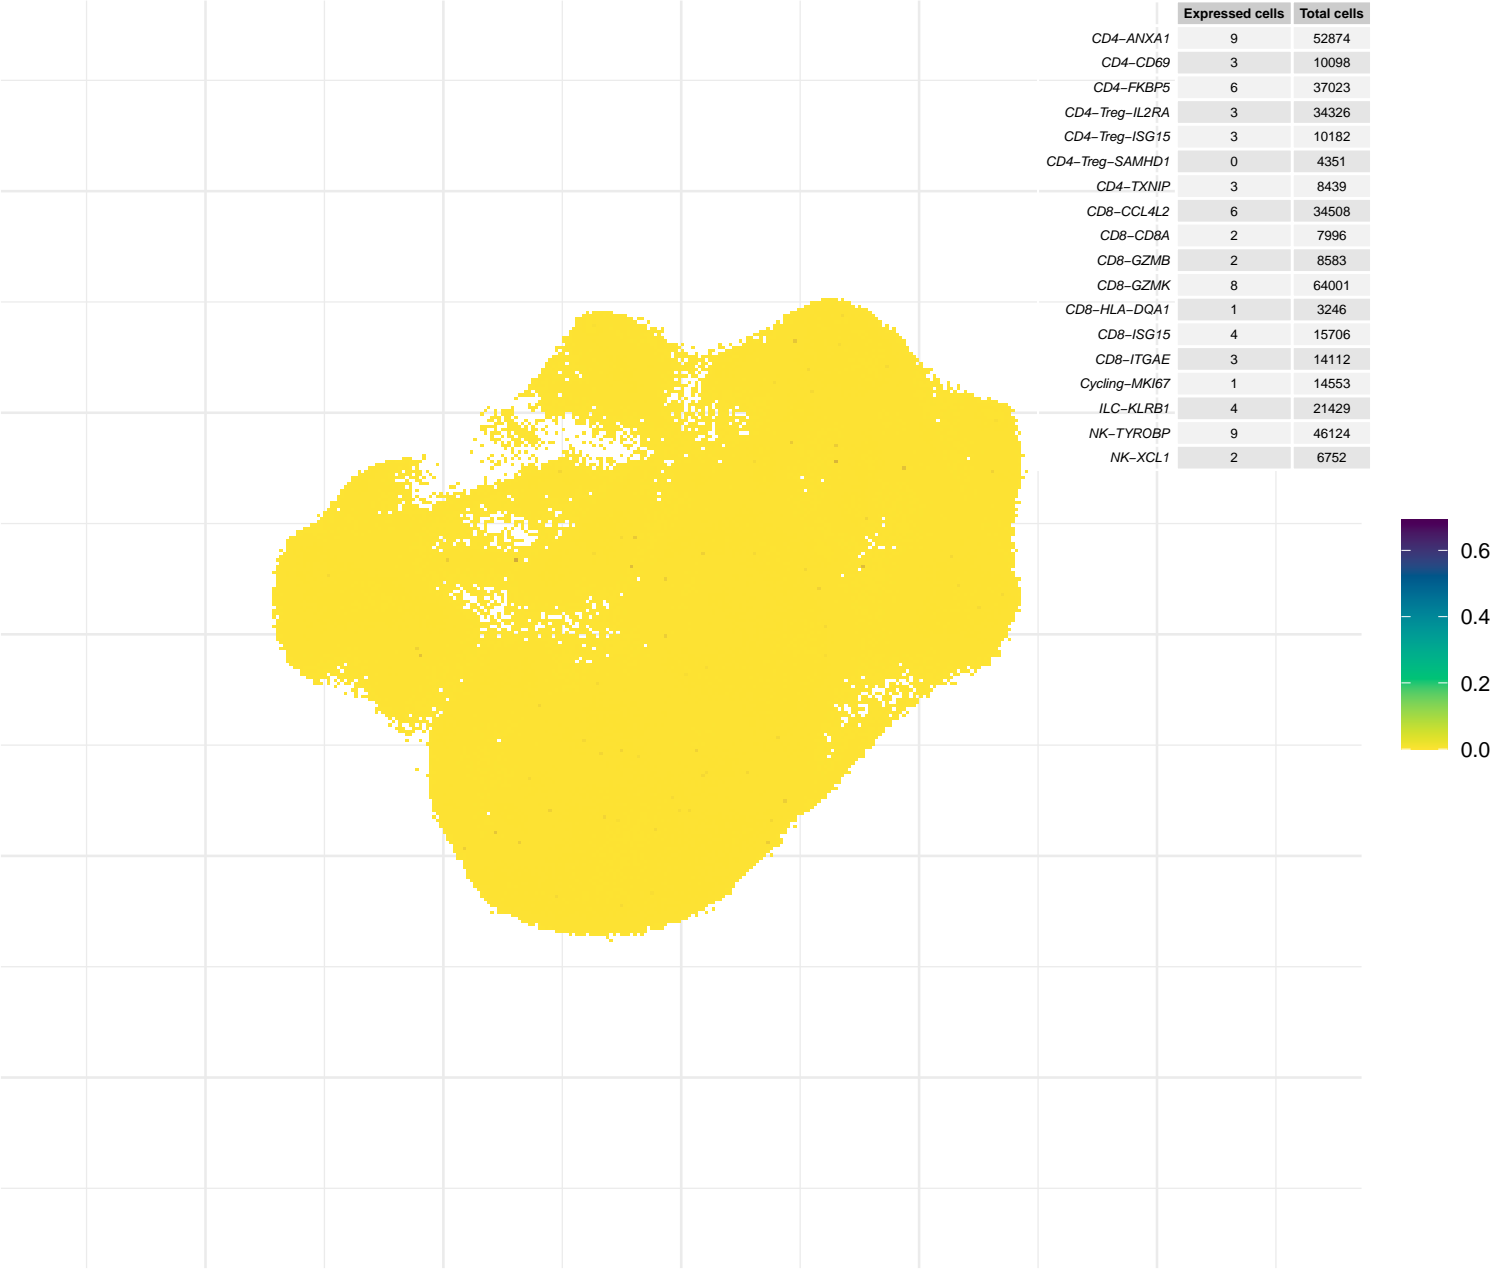 Expressed cells Total cells
CD4−ANXA1 9 52874
CD4−CD69 3 10098
CD4−FKBP5 6 37023
CD4−Treg−IL2RA 3 34326
CD4−Treg−ISG15 3 10182
CD4−Treg−SAMHD1 0 4351
CD4−TXNIP 3 8439
CD8−CCL4L2 6 34508
CD8−CD8A 2 7996
CD8−GZMB 2 8583
CD8−GZMK 8 64001
CD8−HLA−DQA1 1 3246
CD8−ISG15 4 15706
CD8−ITGAE 3 14112
Cycling−MKI67 1 14553
ILC−KLRB1 4 21429
NK−TYROBP 9 46124
NK−XCL1 2 6752
0.6
0.4
0.2
0.0